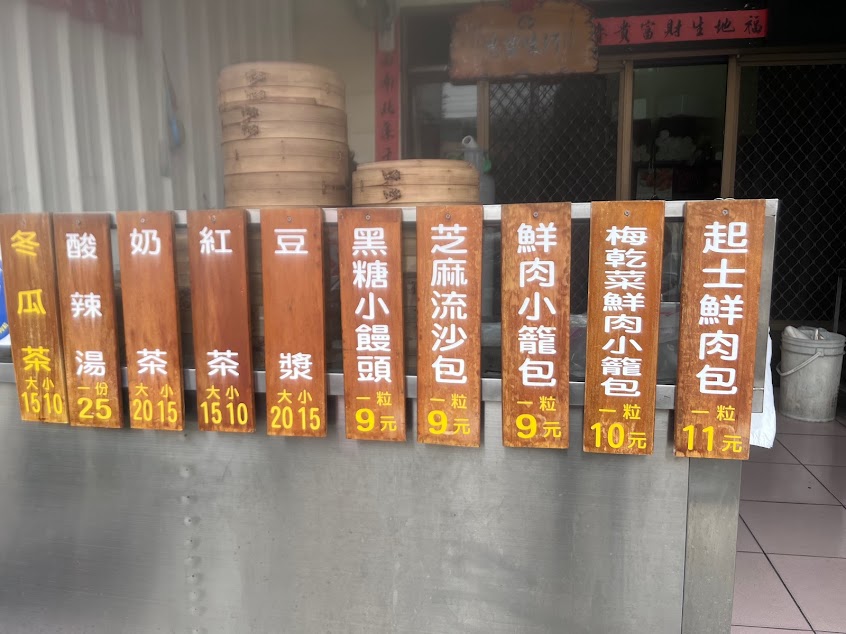 福地生財富貴春
起士鮮肉包
一粒
11元
梅乾菜鮮肉小籠包
一粒
10元
鮮肉小籠包
一粒
9元
芝麻流沙包
一粒
9元
黑糖小饅頭
一粒
9元
豆漿
大 小
20 15
紅茶
大 小
15 10
奶茶
大 小
20 15
酸辣湯
一份
25
冬瓜茶
大 小
15 10